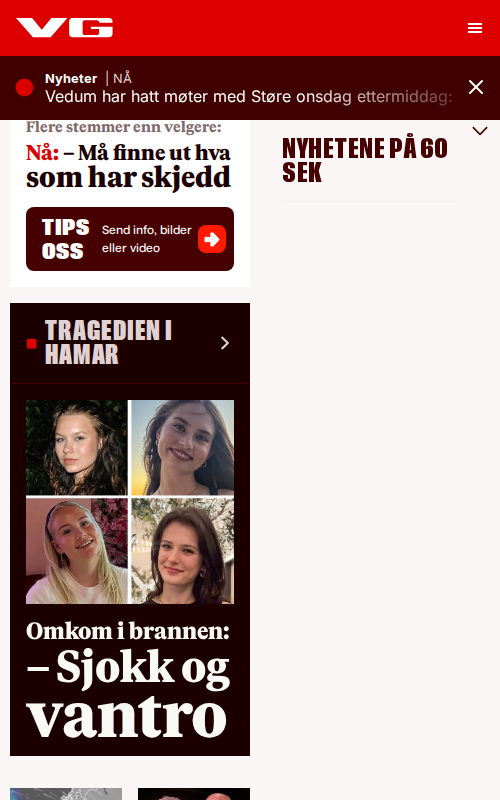 VG
Nyheter | NÅ
Vedum har hatt møter med Støre onsdag ettermiddag:
Flere stemmer enn velgere:
Nå: – Må finne ut hva
som har skjedd
TIPS
OSS
Send info, bilder
eller video
NYHETENE PÅ 60
SEK
TRAGEDIEN I
HAMAR
Omkom i brannen:
– Sjokk og
vantro